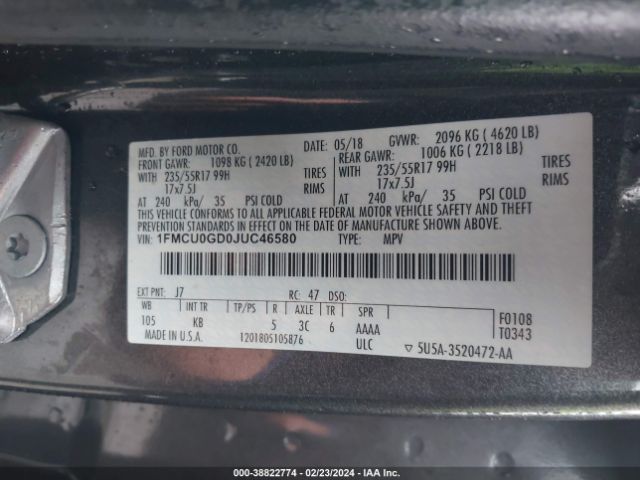 MFD. BY FORD MOTOR CO.
DATE: 05/18 GVWR: 2096 KG ( 4620 LB)
FRONT GAWR: 1098 KG ( 2420 LB)
REAR GAWR: 1006 KG ( 2218 LB)
WITH 235/55R17 99H TIRES
WITH 235/55R17 99H TIRES
17x7.5J RIMS
17x7.5J RIMS
AT 240 kPa/ 35 PSI COLD
AT 240 kPa/ 35 PSI COLD
THIS VEHICLE CONFORMS TO ALL APPLICABLE FEDERAL MOTOR VEHICLE SAFETY AND THEFT
PREVENTION STANDARDS IN EFFECT ON THE DATE OF MANUFACTURE SHOWN ABOVE.
VIN: 1FMCU0GD0JUC46580 TYPE: MPV
EXT PNT: J7 RC: 47 DSO:
WB INT TR TP/PS R AXLE TR SPR
105 KB 5 3C 6 AAAA
F0108
T0343
MADE IN U.S.A. 1201805105876 ULC ▽ 5U5A-3520472-AA
000-38822774 - 02/23/2024 - IAA Inc.